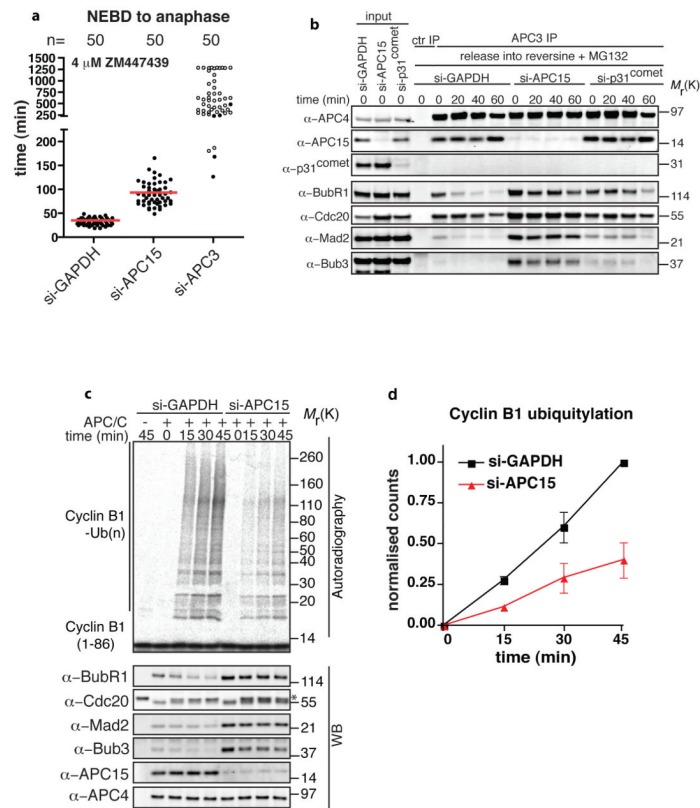 a
NEBD to anaphase
n= 50 50 50
4 μM ZM447439
time (min)
1500
1250
1000
750
500
250
200
150
100
50
0
si-GAPDH
si-APC15
si-APC3
b
input
si-GAPDH
si-APC15
si-p31comet
ctr IP
APC3 IP
release into reversine + MG132
si-GAPDH si-APC15 si-p31comet
Mr(K)
time (min) 0 0 0 0 0 20 40 60 0 20 40 60 0 20 40 60
α-APC4 97
α-APC15 14
α-p31comet 31
α-BubR1 114
α-Cdc20 55
α-Mad2 21
α-Bub3 37
c
si-GAPDH si-APC15
APC/C - + + + + + + + + Mr(K)
time (min) 45 0 15 30 45 0 15 30 45
260
160
110
80
60
50
40
30
20
14
Cyclin B1
-Ub(n)
Cyclin B1
(1-86)
Autoradiography
α-BubR1 114
α-Cdc20 * 55
α-Mad2 21
α-Bub3 37
α-APC15 14
α-APC4 97
WB
d
Cyclin B1 ubiquitylation
si-GAPDH
si-APC15
normalised counts
1.00
0.75
0.50
0.25
0.00
0 15 30 45
time (min)